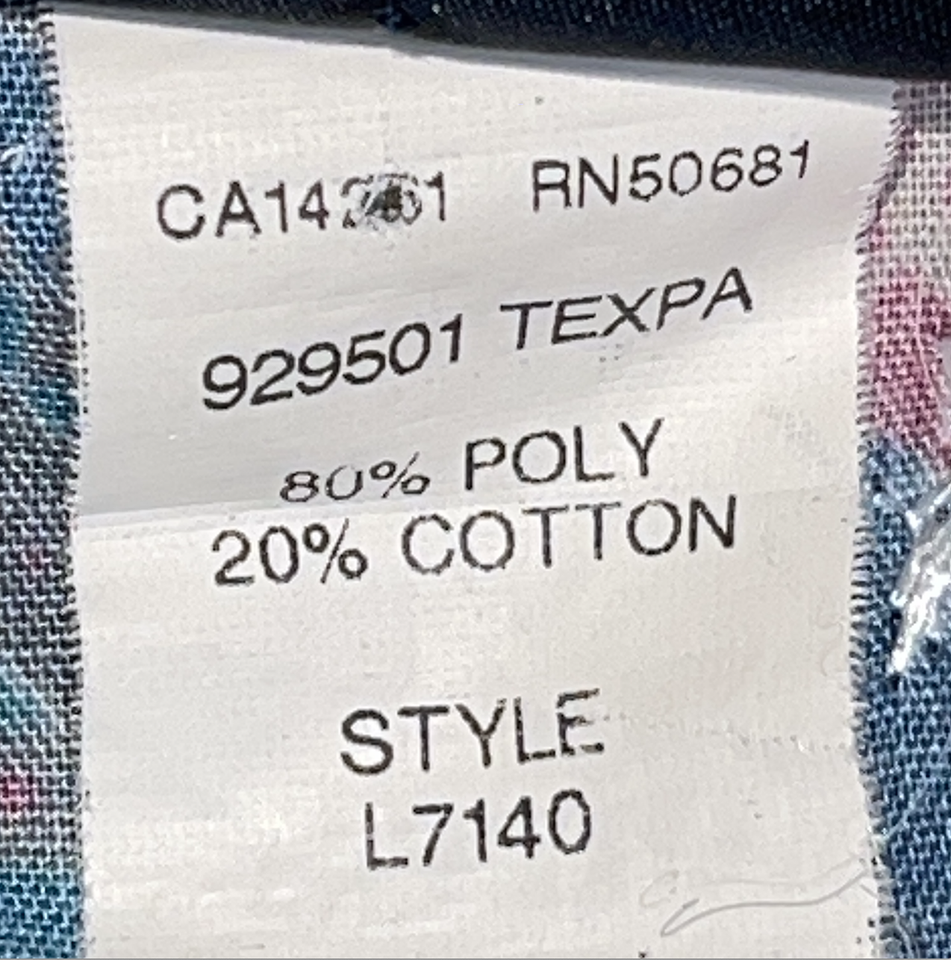 RN50681
929501 TEXPA
80% POLY
20% COTTON
STYLE
L7140